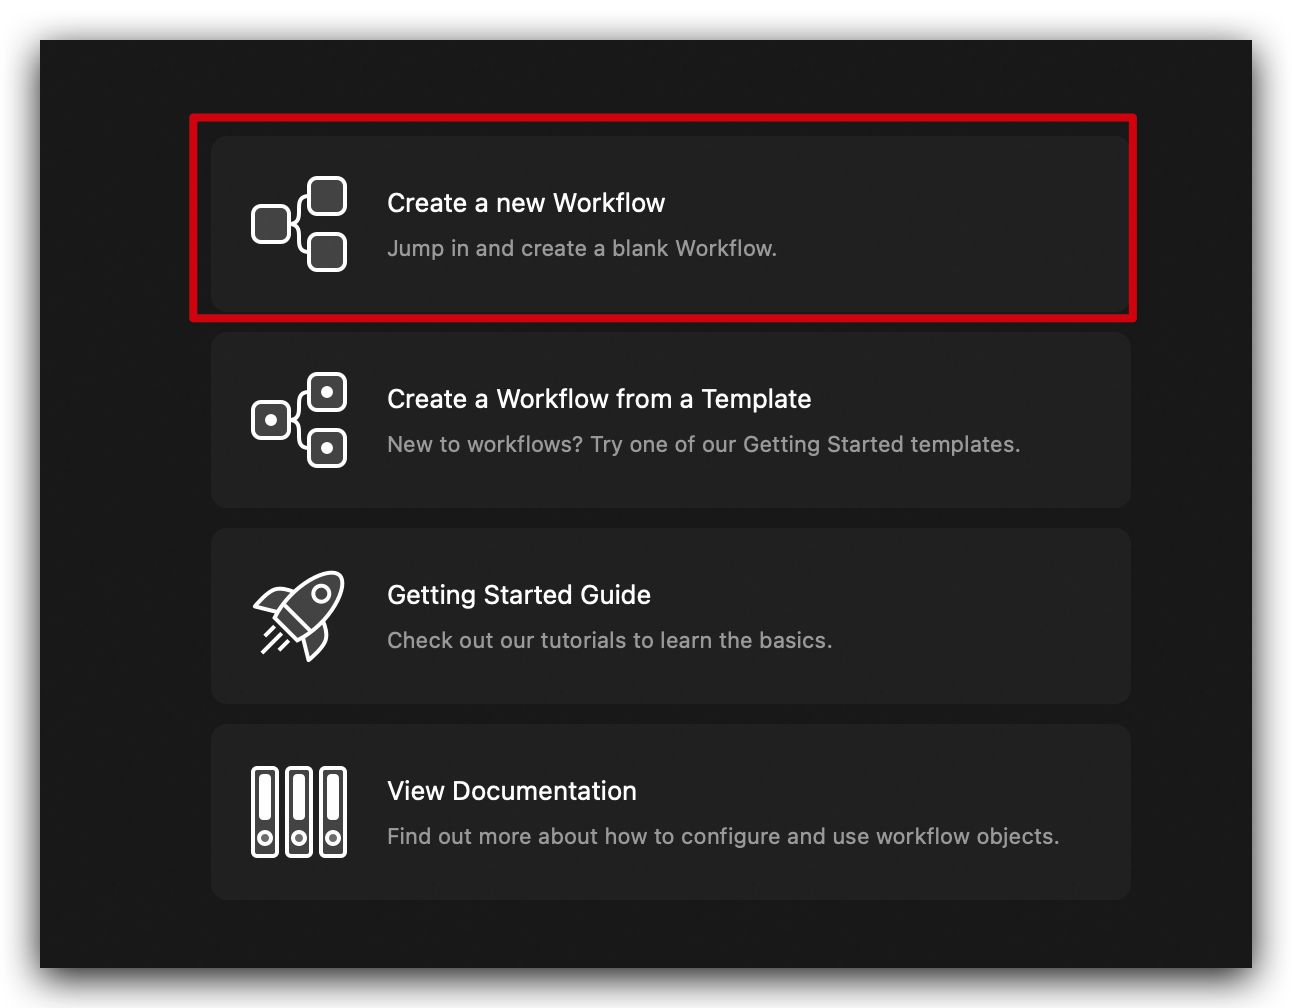 Create a new Workflow
Jump in and create a blank Workflow.
Create a Workflow from a Template
New to workflows? Try one of our Getting Started templates.
Getting Started Guide
Check out our tutorials to learn the basics.
View Documentation
Find out more about how to configure and use workflow objects.